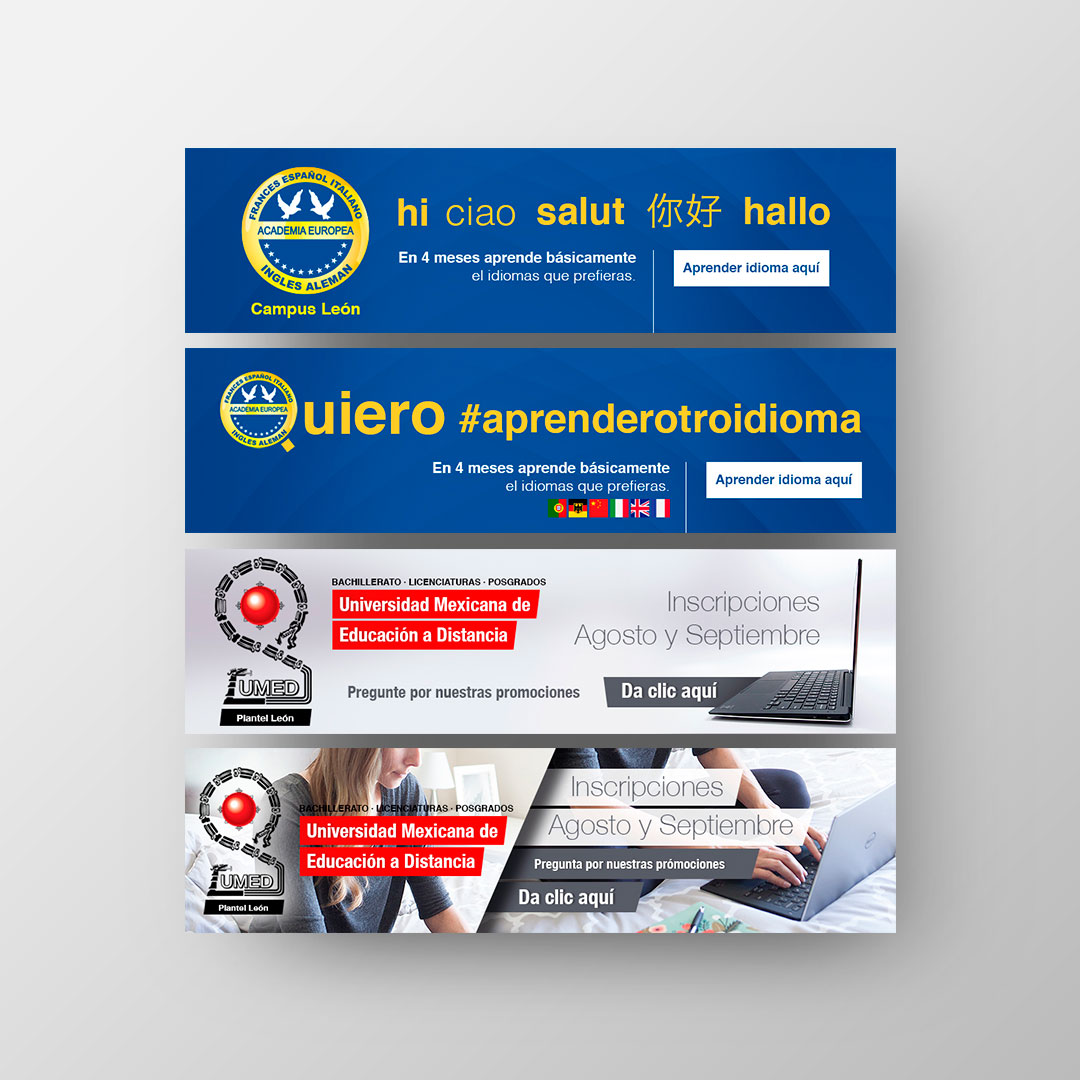 FRANCES ESPAÑOL ITALIANO
ACADEMIA EUROPEA
INGLES ALEMAN
Campus León
hi ciao salut 你好 hallo
En 4 meses aprende básicamente
el idiomas que prefieras.
Aprender idioma aquí
FRANCES ESPAÑOL ITALIANO
ACADEMIA EUROPEA
INGLES ALEMAN
uiero #aprenderotroidioma
En 4 meses aprende básicamente
el idiomas que prefieras.
Aprender idioma aquí
UMED
Plantel León
BACHILLERATO · LICENCIATURAS · POSGRADOS
Universidad Mexicana de
Educación a Distancia
Inscripciones
Agosto y Septiembre
Pregunte por nuestras promociones
Da clic aquí
UMED
Plantel León
BACHILLERATO · LICENCIATURAS · POSGRADOS
Universidad Mexicana de
Educación a Distancia
Inscripciones
Agosto y Septiembre
Pregunta por nuestras prómociones
Da clic aquí